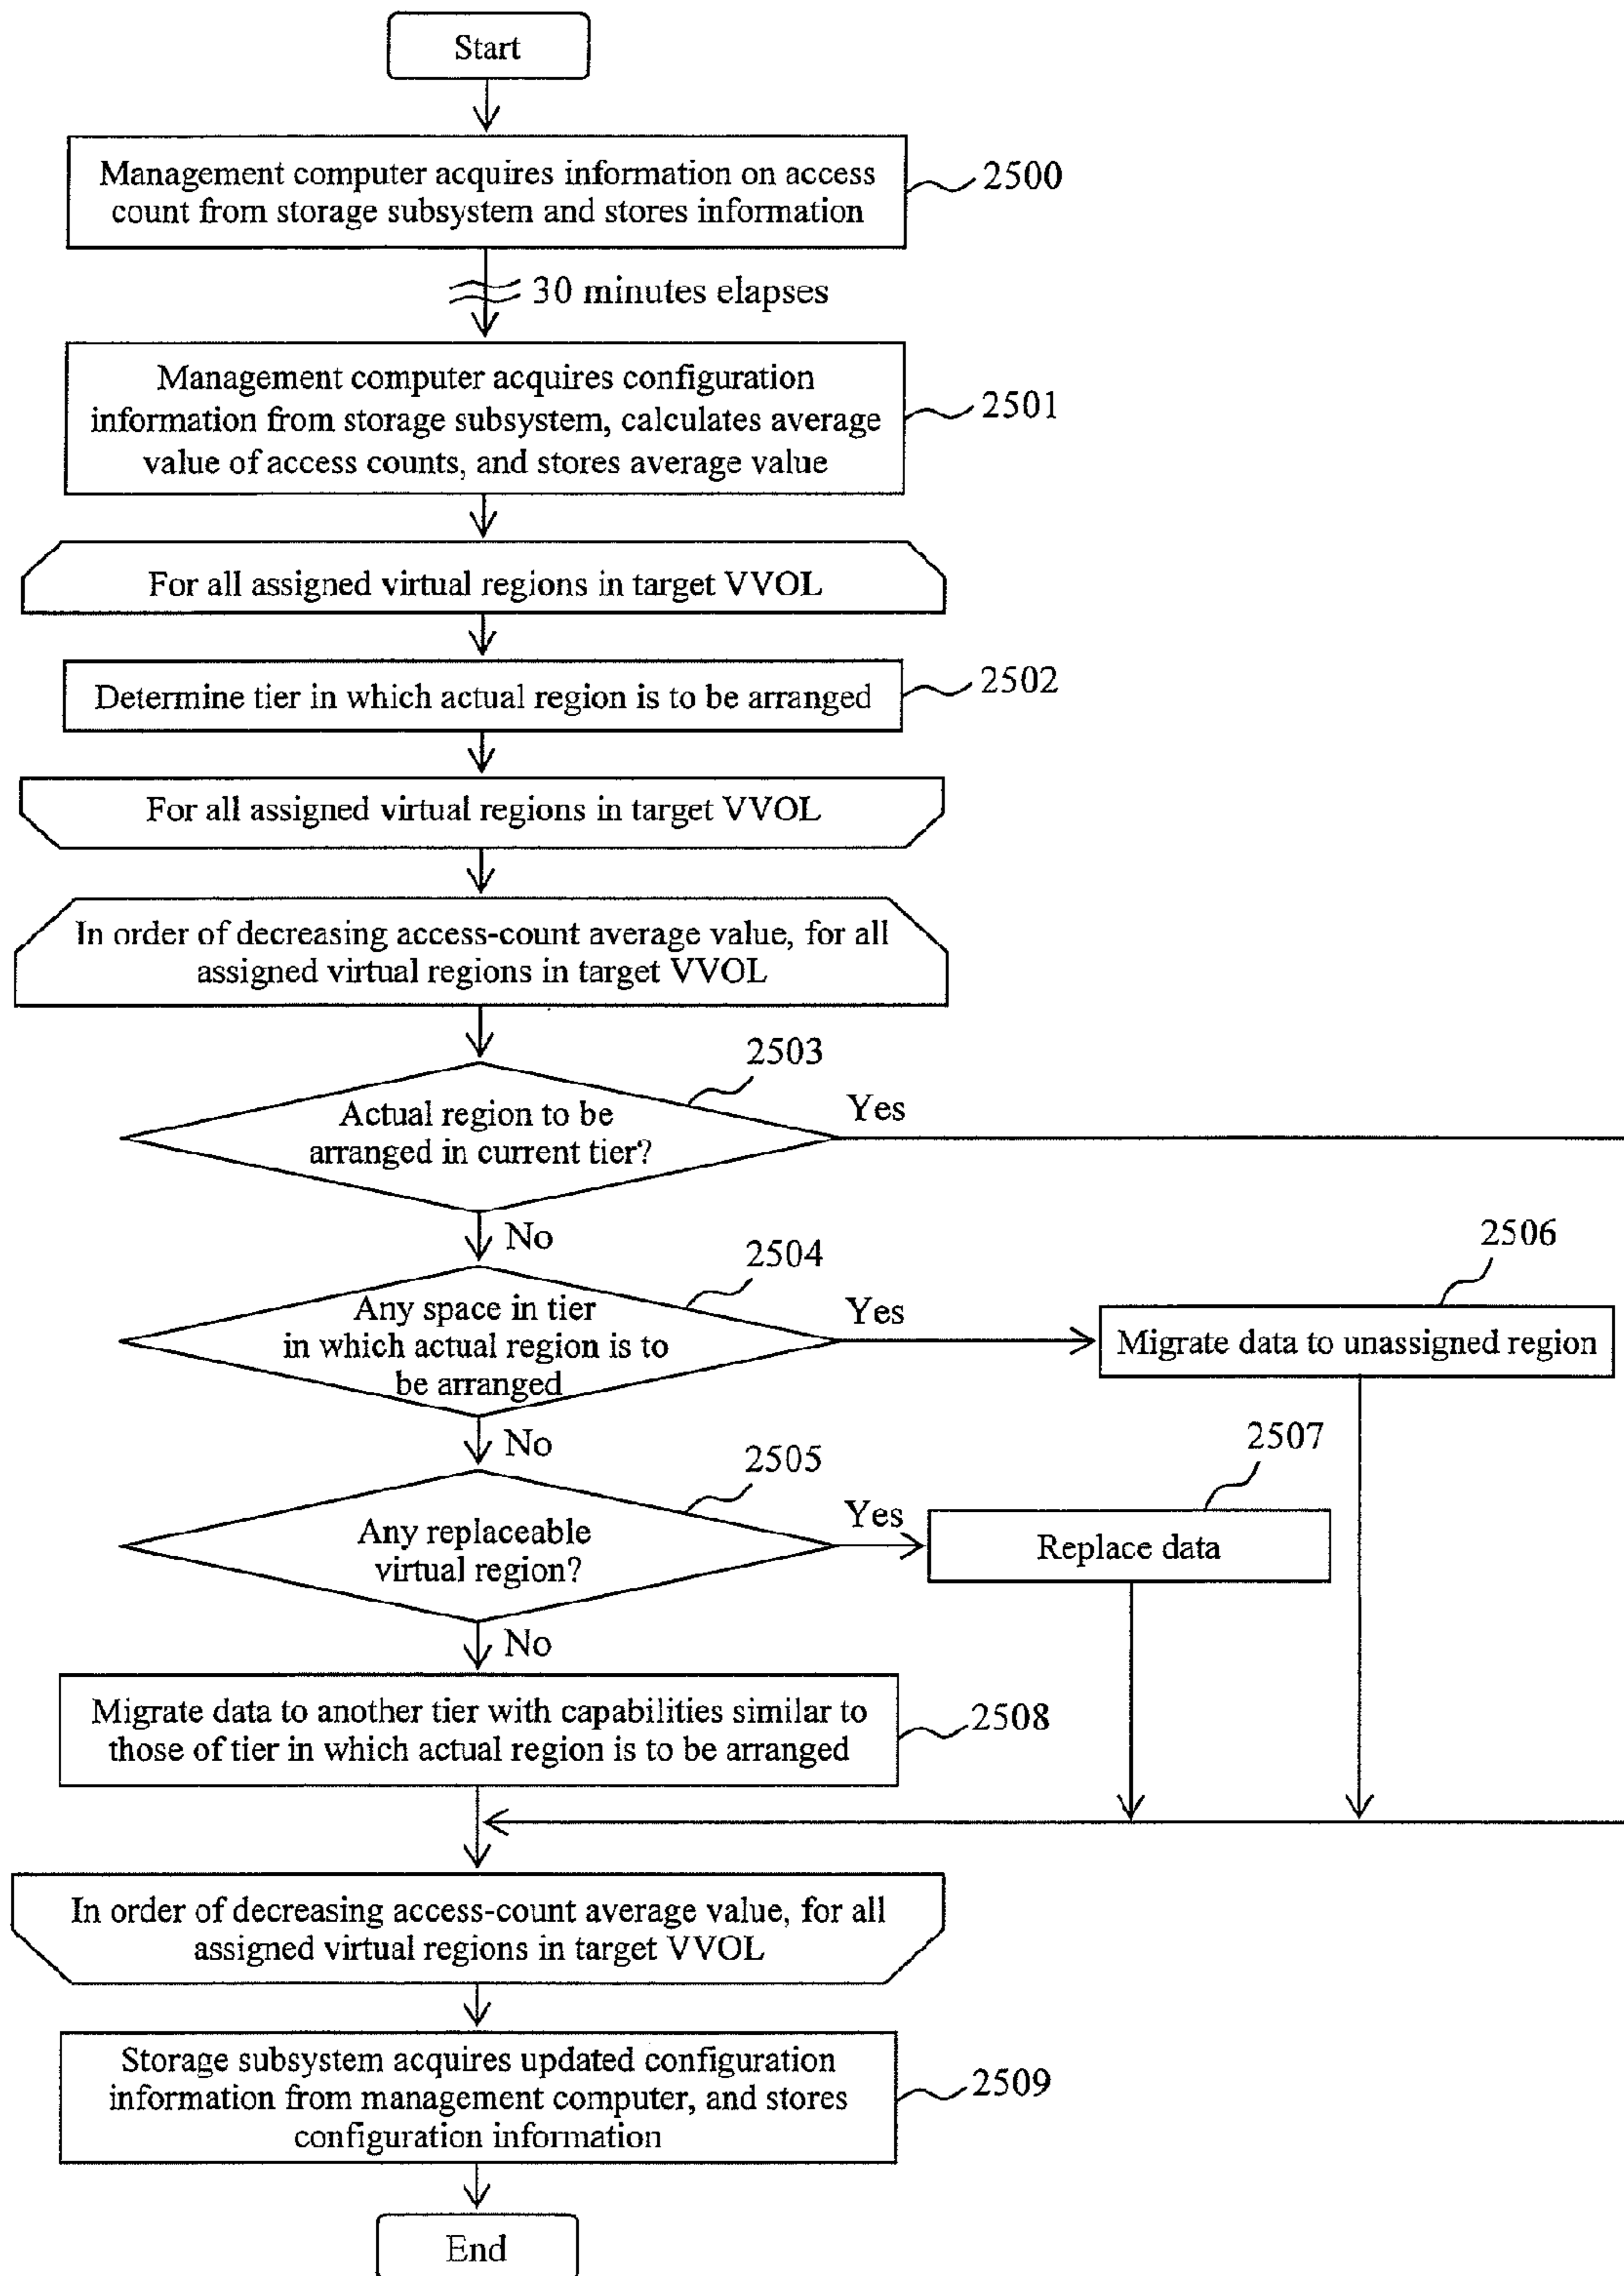 Start
Management computer acquires information on access
count from storage subsystem and stores information
2500
30 minutes elapses
Management computer acquires configuration
information from storage subsystem, calculates average
value of access counts, and stores average value
2501
For all assigned virtual regions in target VVOL
Determine tier in which actual region is to be arranged
2502
For all assigned virtual regions in target VVOL
In order of decreasing access-count average value, for all
assigned virtual regions in target VVOL
2503
Actual region to be
arranged in current tier?
Yes
No
2504
Any space in tier
in which actual region is to
be arranged
Yes
2506
Migrate data to unassigned region
No
2505
Any replaceable
virtual region?
Yes
2507
Replace data
No
Migrate data to another tier with capabilities similar to
those of tier in which actual region is to be arranged
2508
In order of decreasing access-count average value, for all
assigned virtual regions in target VVOL
Storage subsystem acquires updated configuration
information from management computer, and stores
configuration information
2509
End